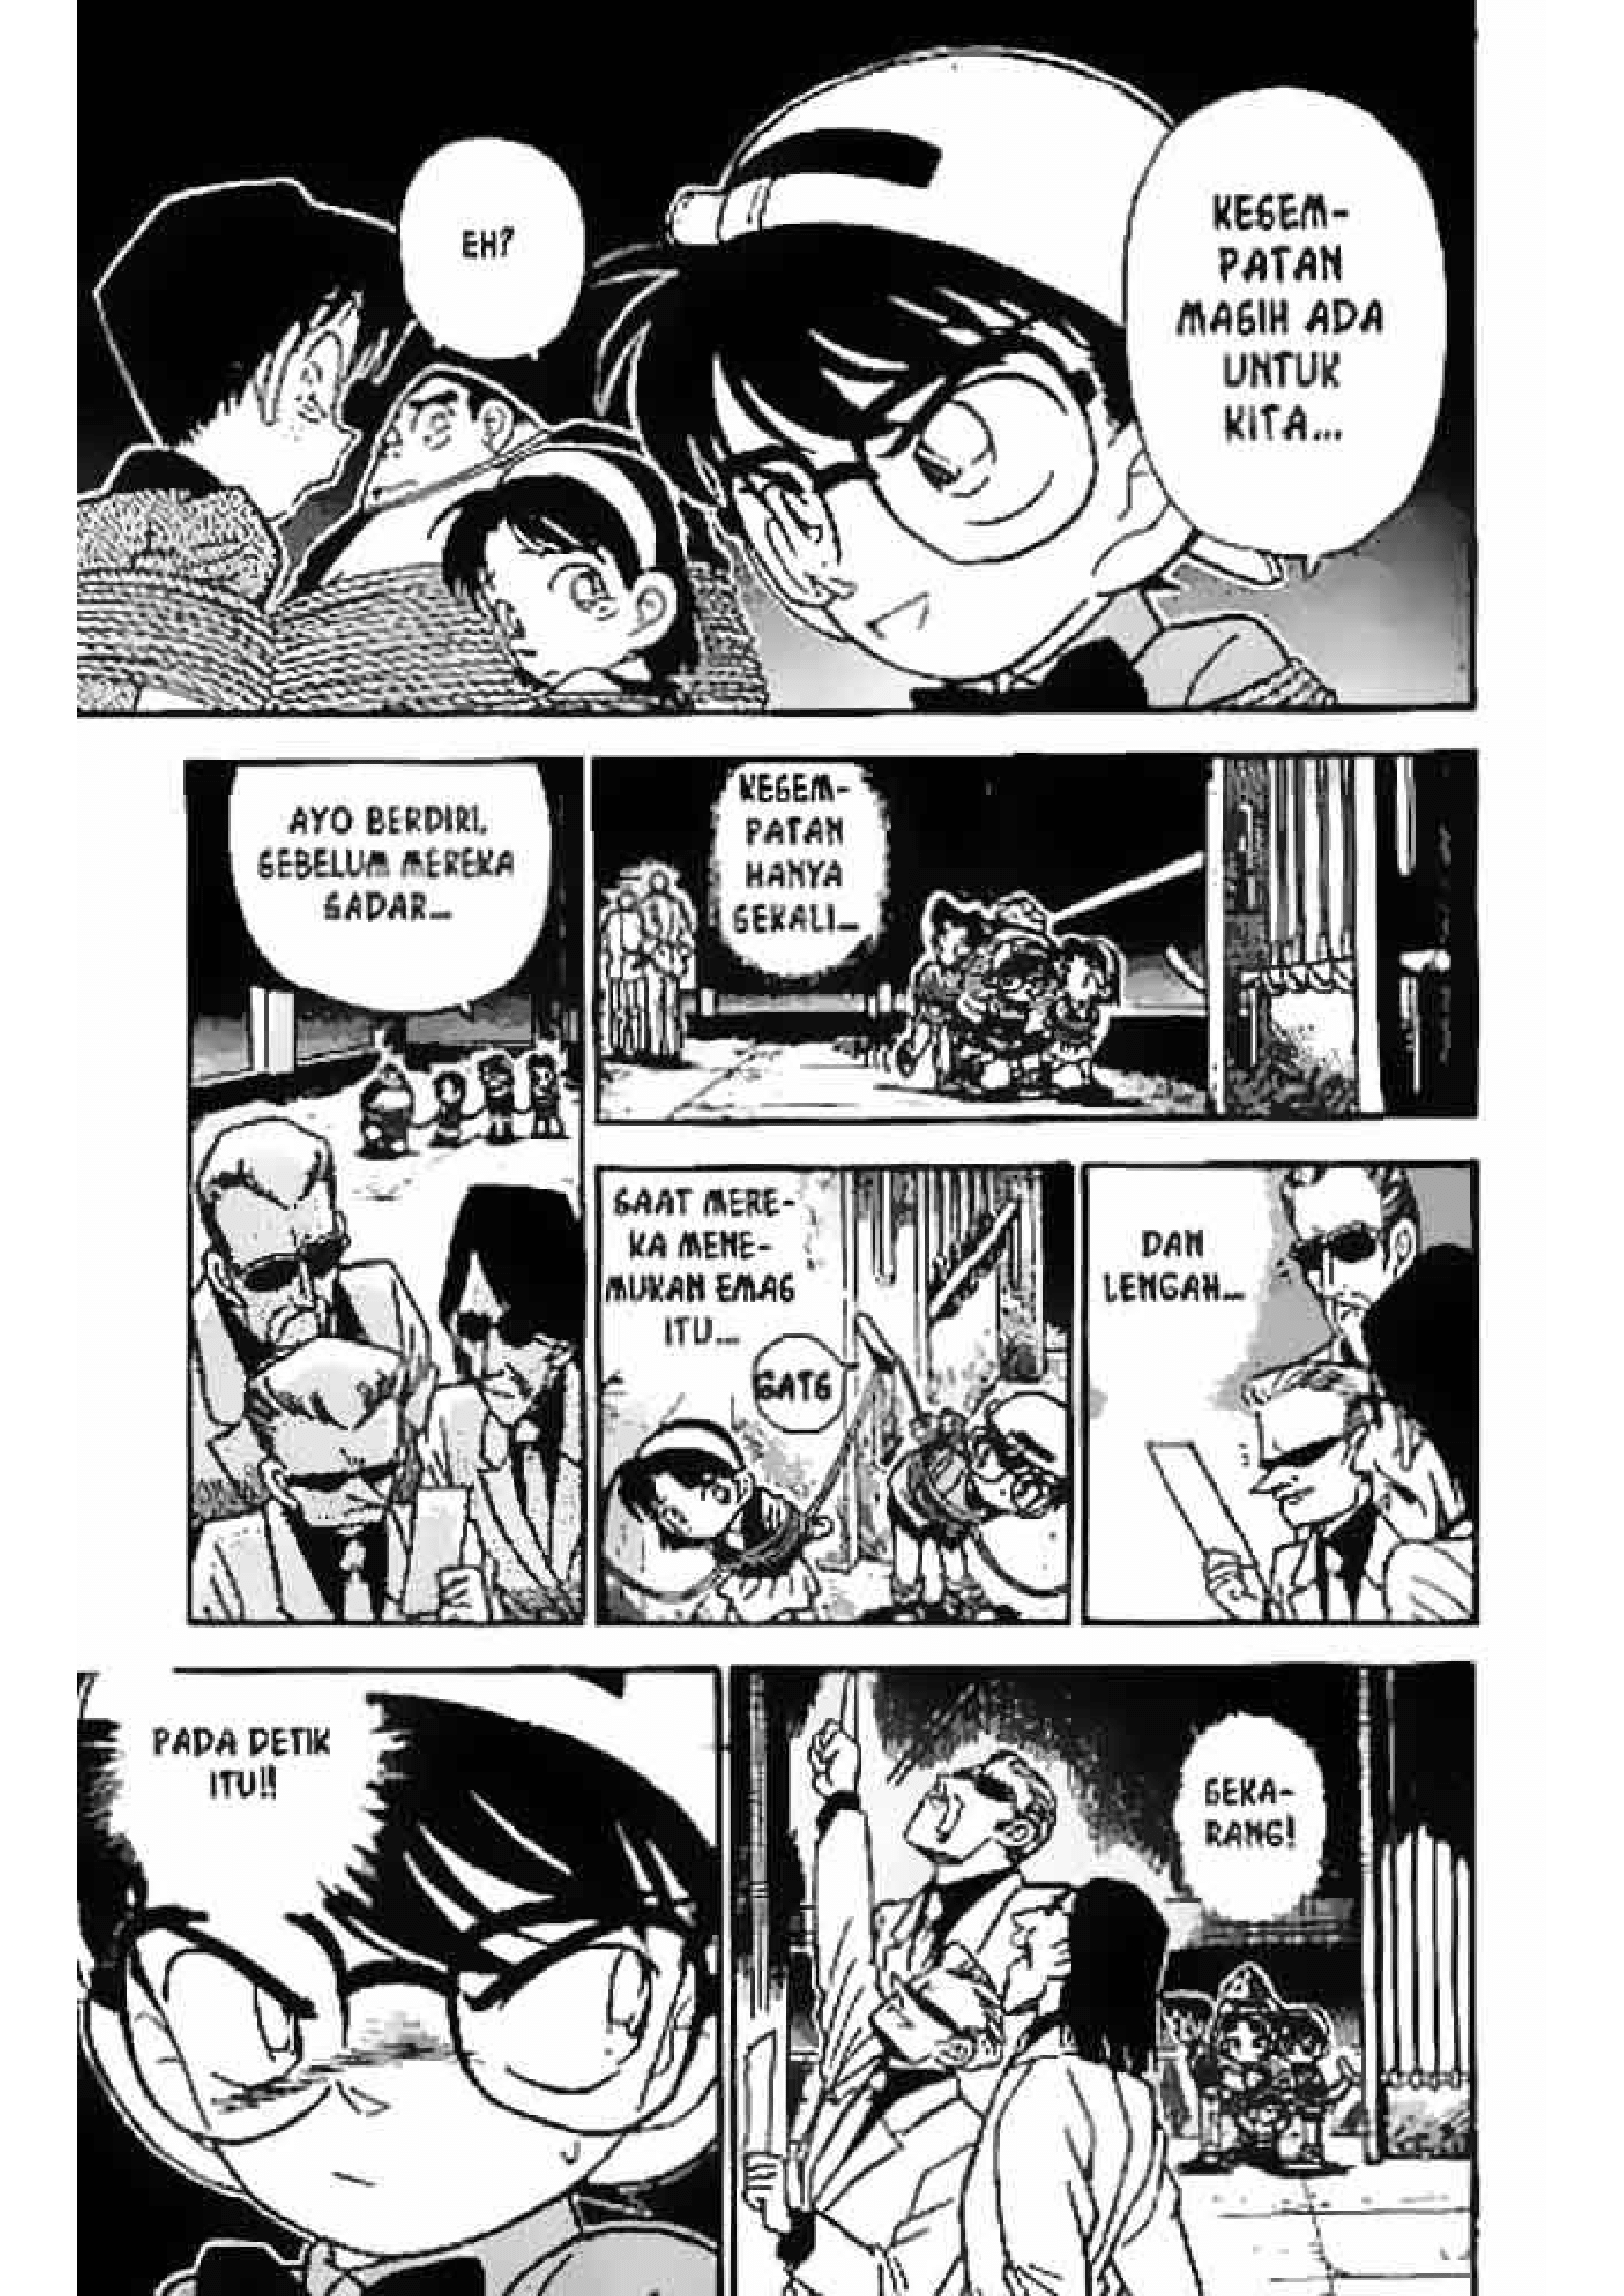 EH?
KESEM-
PATAN
MASIH ADA
UNTUK
KITA...
AYO BERDIRI,
SEBELUM MEREKA
SADAR...
KESEM-
PATAN
HANYA
SEKALI...
SAAT MERE-
KA MENE-
MUKAN EMAS
ITU...
SATS
DAN
LENGAH...
PADA DETIK
ITU!!
SEKA-
RANG!